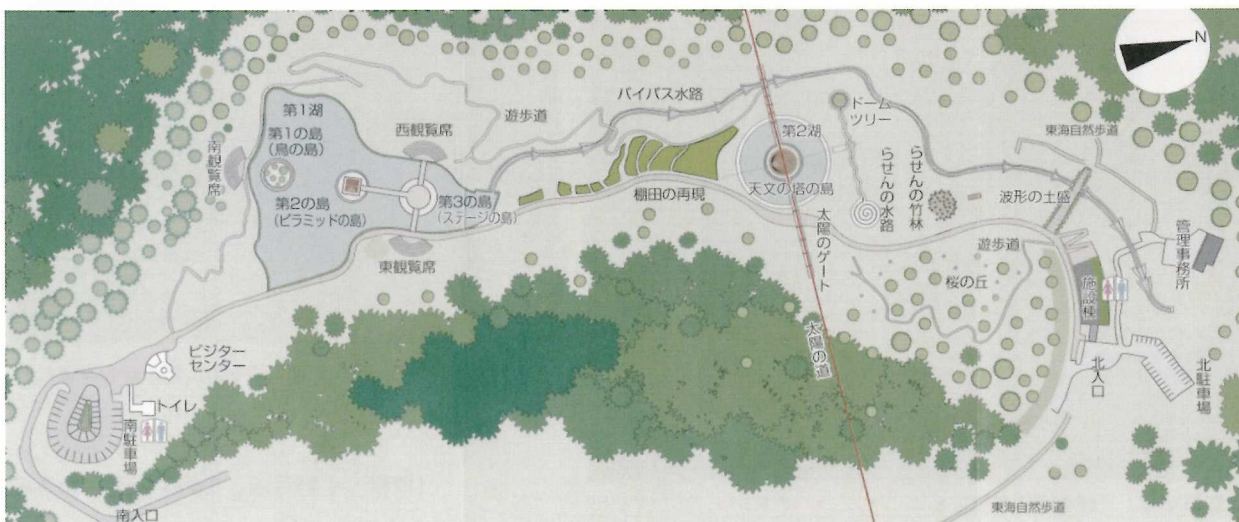 N
第1湖
第1の島
(鳥の島)
南観覧席
西観覧席
遊歩道
バイパス水路
第2の島
(ピラミッドの島)
第3の島
(ステージの島)
東観覧席
棚田の再現
第2湖
天文の塔の島
太陽のゲート
太陽の道
ドーム
ツリー
らせんの水路
らせんの竹林
波形の土盛
東海自然歩道
管理事務所
遊歩道
桜の丘
北入口
北駐車場
東海自然歩道
ビジター
センター
トイレ
南駐車場
南入口